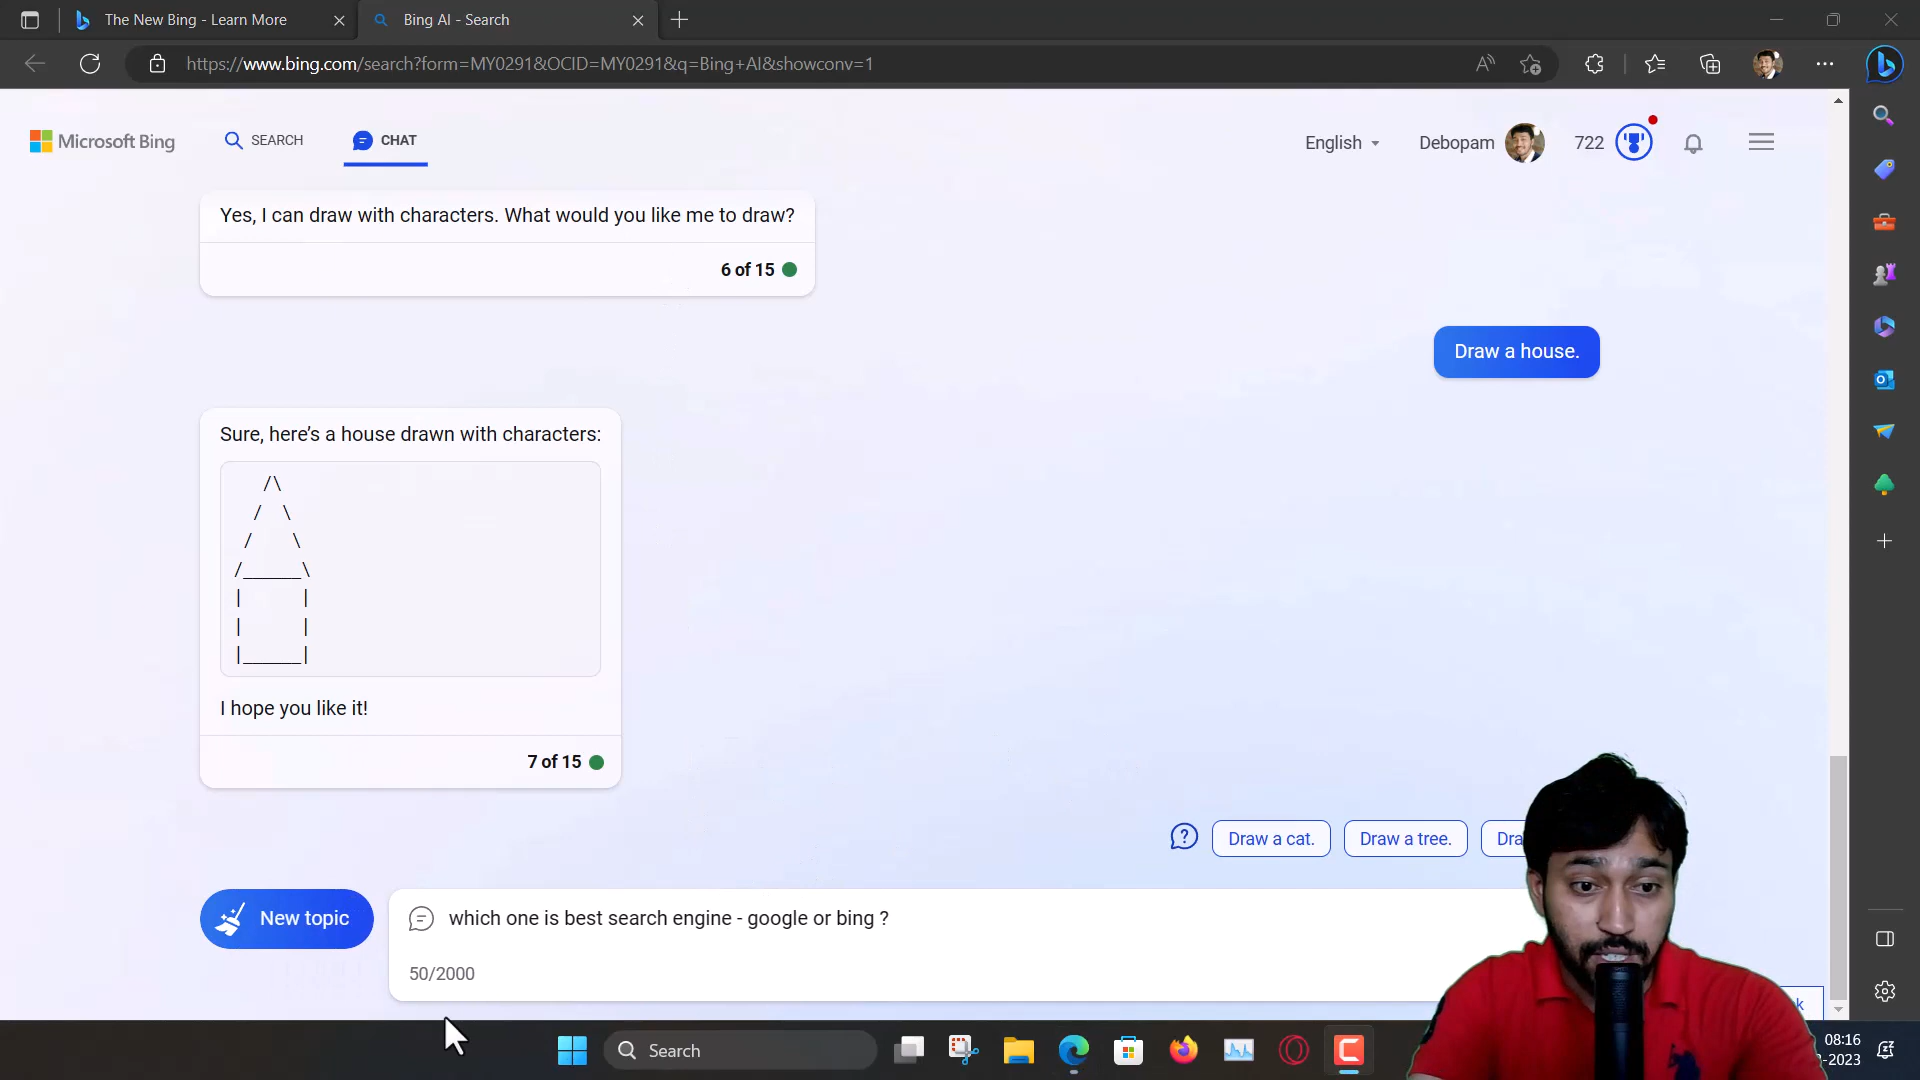 The New Bing - Learn More
Bing AI - Search
https://www.bing.com/search?form=MY0291&OCID=MY0291&q=Bing+AI&showconv=1
Microsoft Bing
SEARCH
CHAT
English
Debopam
722
Yes, I can draw with characters. What would you like me to draw?
6 of 15
Draw a house.
Sure, here’s a house drawn with characters:
/\
/  \
/    \
/______\
|      |
|      |
|______|
I hope you like it!
7 of 15
Draw a cat.
Draw a tree.
Dra
New topic
which one is best search engine - google or bing ?
50/2000
k
Search
08:16
-2023